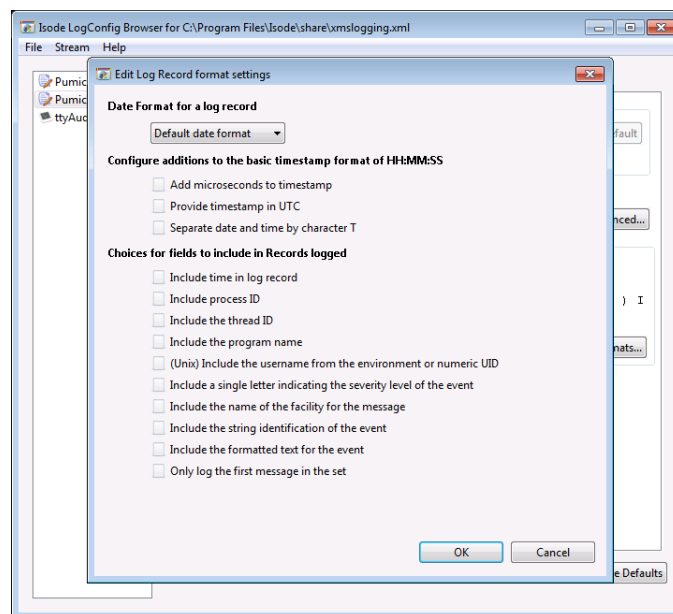 Isode LogConfig Browser for C:\Program Files\Isode\share\xmslogging.xml
File Stream Help
Edit Log Record format settings
Date Format for a log record
Default date format
Configure additions to the basic timestamp format of HH:MM:SS
Add microseconds to timestamp
Provide timestamp in UTC
Separate date and time by character T
Choices for fields to include in Records logged
Include time in log record
Include process ID
Include the thread ID
Include the program name
(Unix) Include the username from the environment or numeric UID
Include a single letter indicating the severity level of the event
Include the name of the facility for the message
Include the string identification of the event
Include the formatted text for the event
Only log the first message in the set
OK Cancel
Pumic
Pumic
ttyAud
fault
nced...
) I
nats...
e Defaults